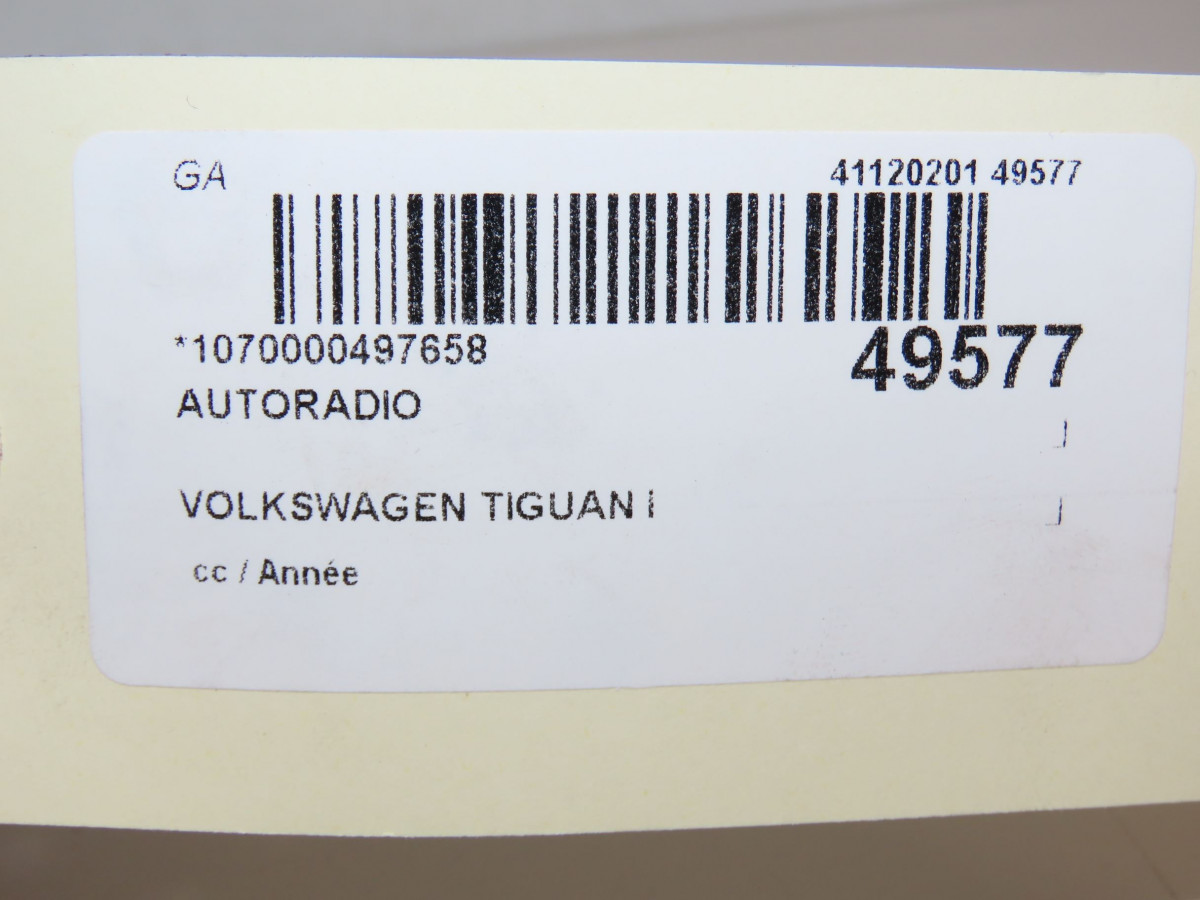 GA
41120201 49577
*1070000497658
49577
AUTORADIO
VOLKSWAGEN TIGUAN I
cc / Année